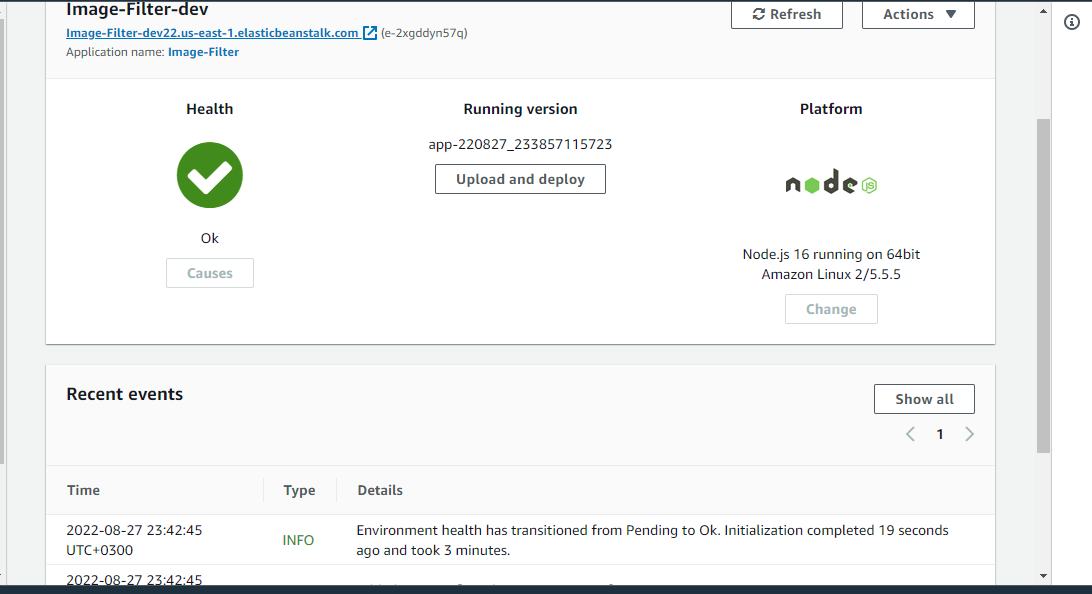 Image-Filter-dev
Refresh
Actions
Image-Filter-dev22.us-east-1.elasticbeanstalk.com (e-2xgddyn57q)
Application name: Image-Filter
Health
Running version
Platform
app-220827_233857115723
Upload and deploy
node
JS
Ok
Causes
Node.js 16 running on 64bit
Amazon Linux 2/5.5.5
Change
Recent events
Show all
1
Time
Type
Details
2022-08-27 23:42:45
UTC+0300
INFO
Environment health has transitioned from Pending to Ok. Initialization completed 19 seconds
ago and took 3 minutes.
2022-08-27 23:42:45